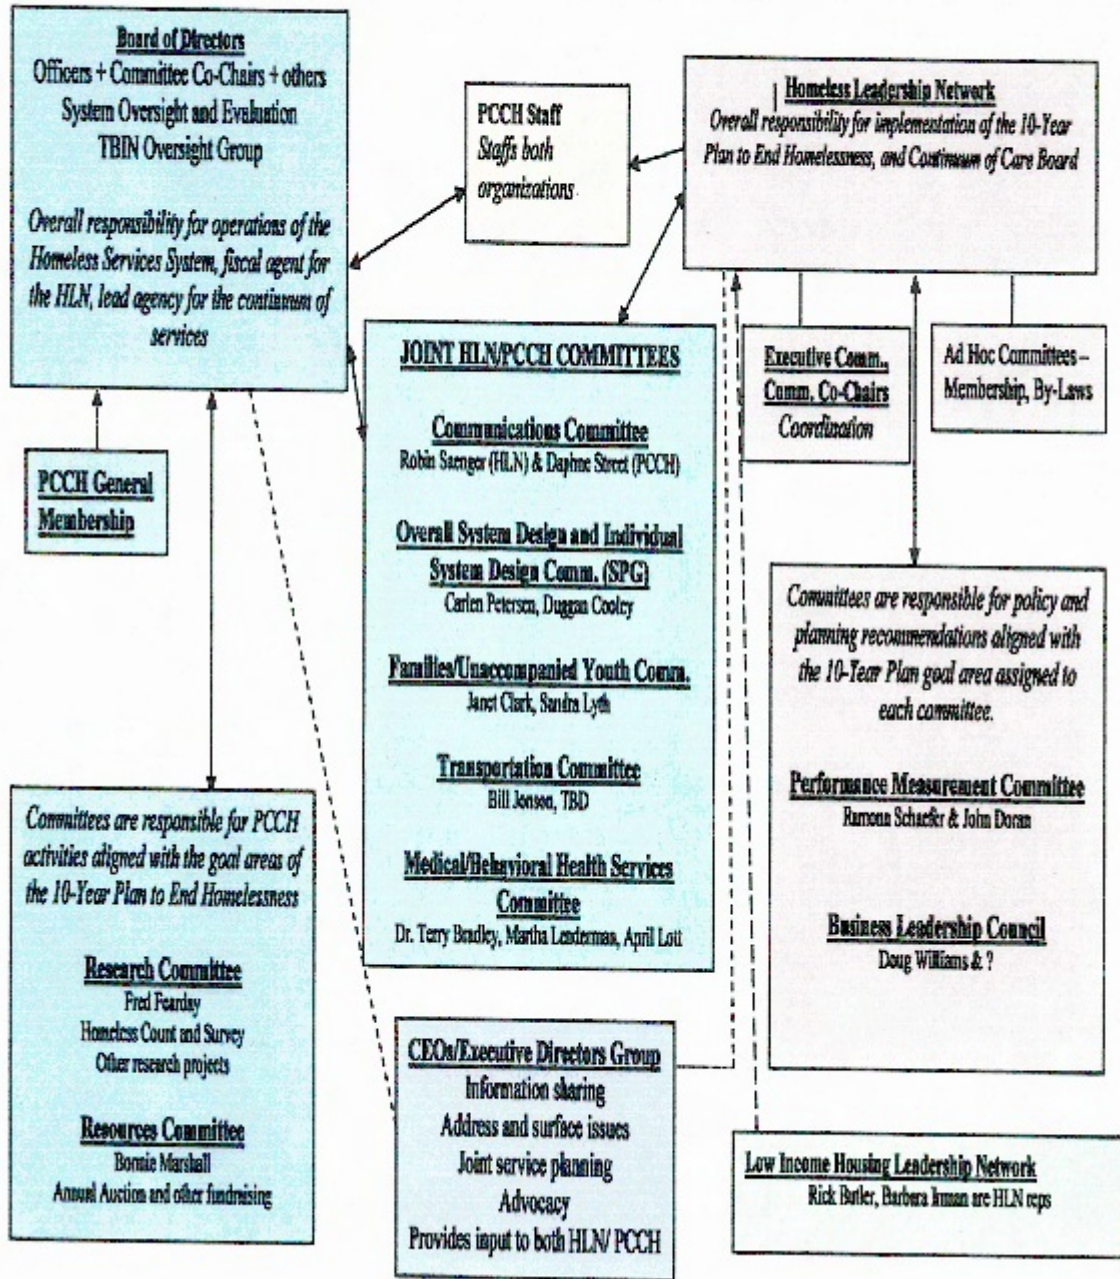 Board of Directors
Officers + Committee Co-Chairs + others
System Oversight and Evaluation
TBIN Oversight Group
Overall responsibility for operations of the
Homeless Services System, fiscal agent for
the HLN, lead agency for the continuum of
services
PCCH Staff
Staffs both
organizations
Homeless Leadership Network
Overall responsibility for implementation of the 10-Year
Plan to End Homelessness, and Continuum of Care Board
Executive Comm.,
Comm. Co-Chairs
Coordination
Ad Hoc Committees –
Membership, By-Laws
PCCH General
Membership
JOINT HLN/PCCH COMMITTEES
Communications Committee
Robin Saenger (HLN) & Daphne Street (PCCH)
Overall System Design and Individual
System Design Comm. (SPG)
Carlen Petersen, Duggan Cooley
Families/Unaccompanied Youth Comm.
Janet Clark, Sandra Lyth
Transportation Committee
Bill Jonson, TBD
Medical/Behavioral Health Services
Committee
Dr. Terry Bradley, Martha, April Lott
Committees are responsible for policy and
planning recommendations aligned with
the 10-Year Plan goal area assigned to
each committee.
Performance Measurement Committee
Ramona Schaefer & John Doran
Business Leadership Council
Doug Williams & ?
Committees are responsible for PCCH
activities aligned with the goal areas of
the 10-Year Plan to End Homelessness
Research Committee
Fred Fearday
Homeless Count and Survey
Other research projects
Resources Committee
Bonnie Marshall
Annual Auction and other fundraising
CEOs/Executive Directors Group
Information sharing
Address and surface issues
Joint service planning
Advocacy
Provides input to both HLN/ PCCH
Low Income Housing Leadership Network
Rick Butler, Barbara Inman are HLN reps